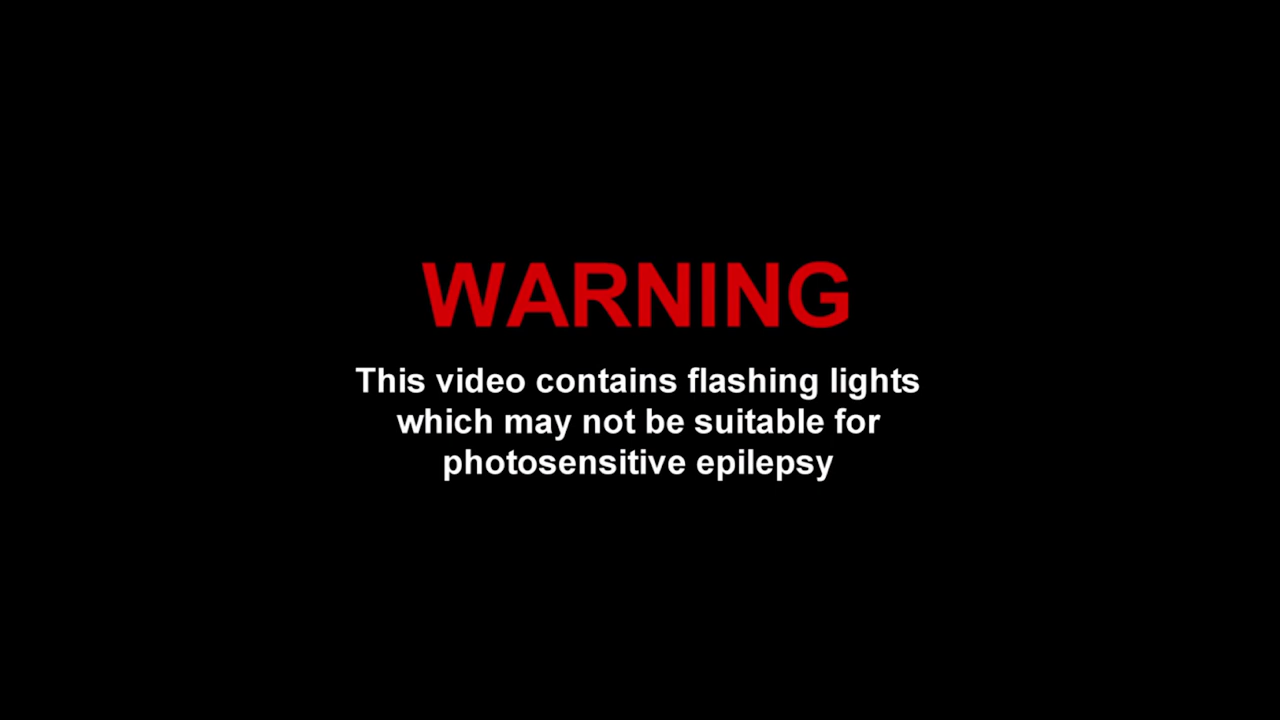 WARNING
This video contains flashing lights
which may not be suitable for
photosensitive epilepsy